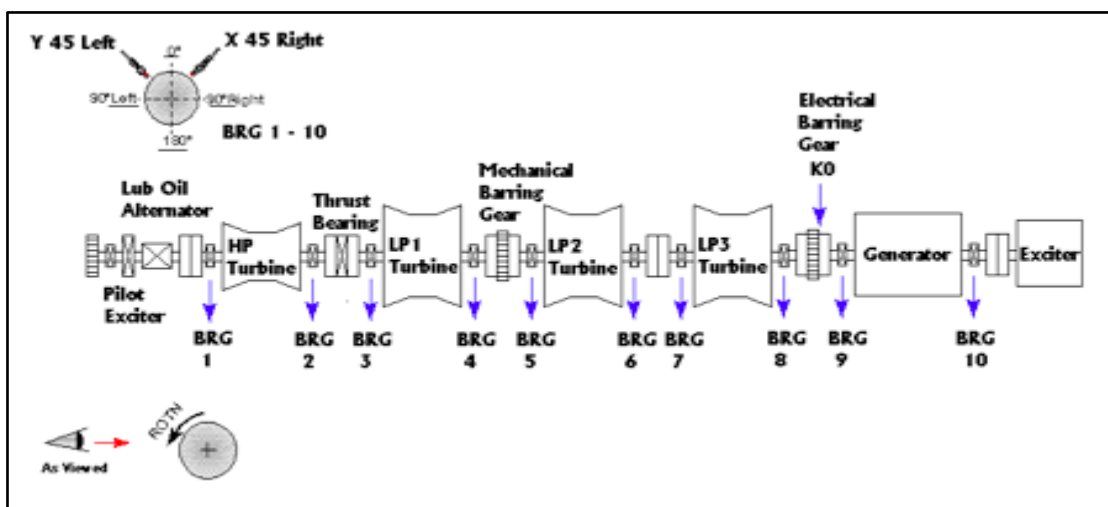 Y 45 Left
X 45 Right
0°
90°Left
90°Right
180°
BRG 1 - 10
Electrical
Barring
Gear
K0
Mechanical
Barring
Gear
Lub Oil
Alternator
Thrust
Bearing
HP
Turbine
LP1
Turbine
LP2
Turbine
LP3
Turbine
Generator
Exciter
Pilot
Exciter
BRG
1
BRG
2
BRG
3
BRG
4
BRG
5
BRG
6
BRG
7
BRG
8
BRG
9
BRG
10
ROTN
As Viewed